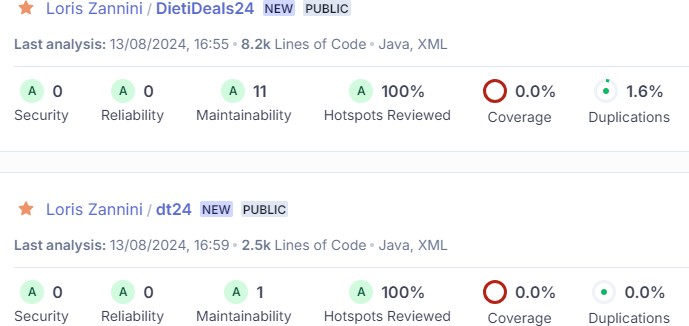 Loris Zannini / DietiDeals24 NEW PUBLIC
Last analysis: 13/08/2024, 16:55 • 8.2k Lines of Code • Java, XML
A 0 A 0 A 11 A 100% 0.0% 1.6%
Security Reliability Maintainability Hotspots Reviewed Coverage Duplications
Loris Zannini / dt24 NEW PUBLIC
Last analysis: 13/08/2024, 16:59 • 2.5k Lines of Code • Java, XML
A 0 A 0 A 1 A 100% 0.0% 0.0%
Security Reliability Maintainability Hotspots Reviewed Coverage Duplications